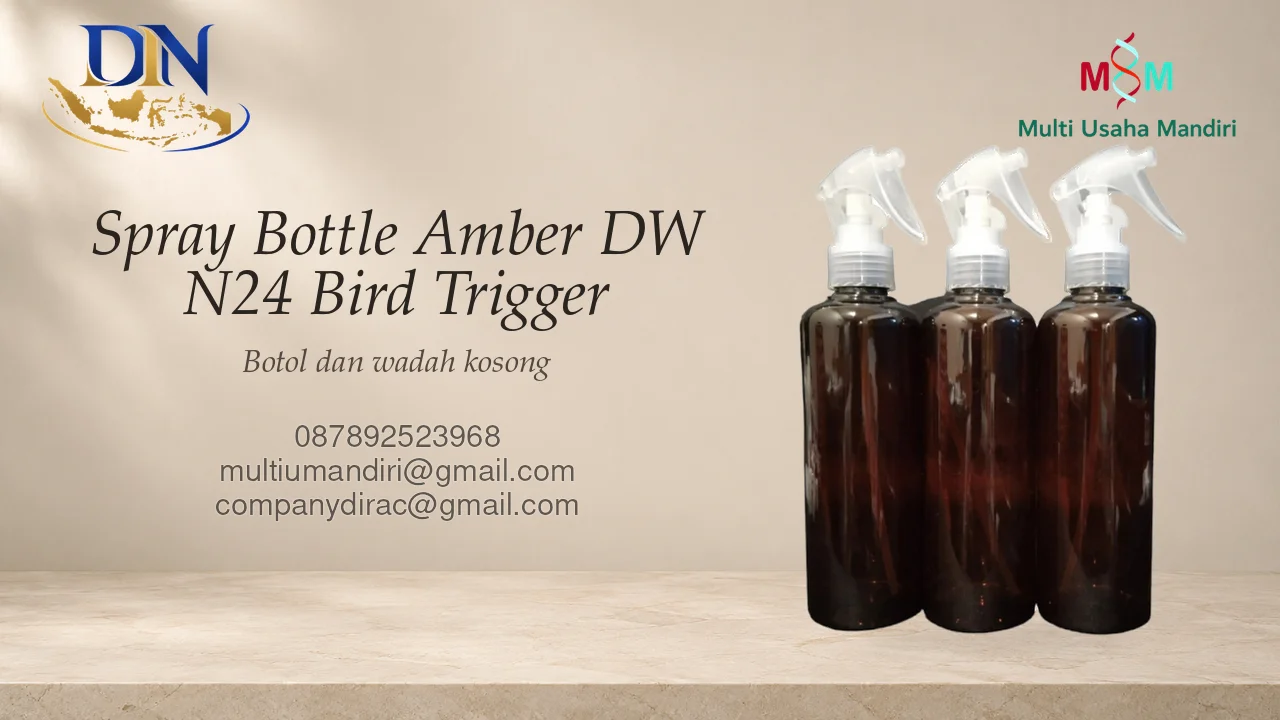 DN
M M
Multi Usaha Mandiri
Spray Bottle Amber DW
N24 Bird Trigger
Botol dan wadah kosong
087892523968
multiumandiri@gmail.com
companydirac@gmail.com